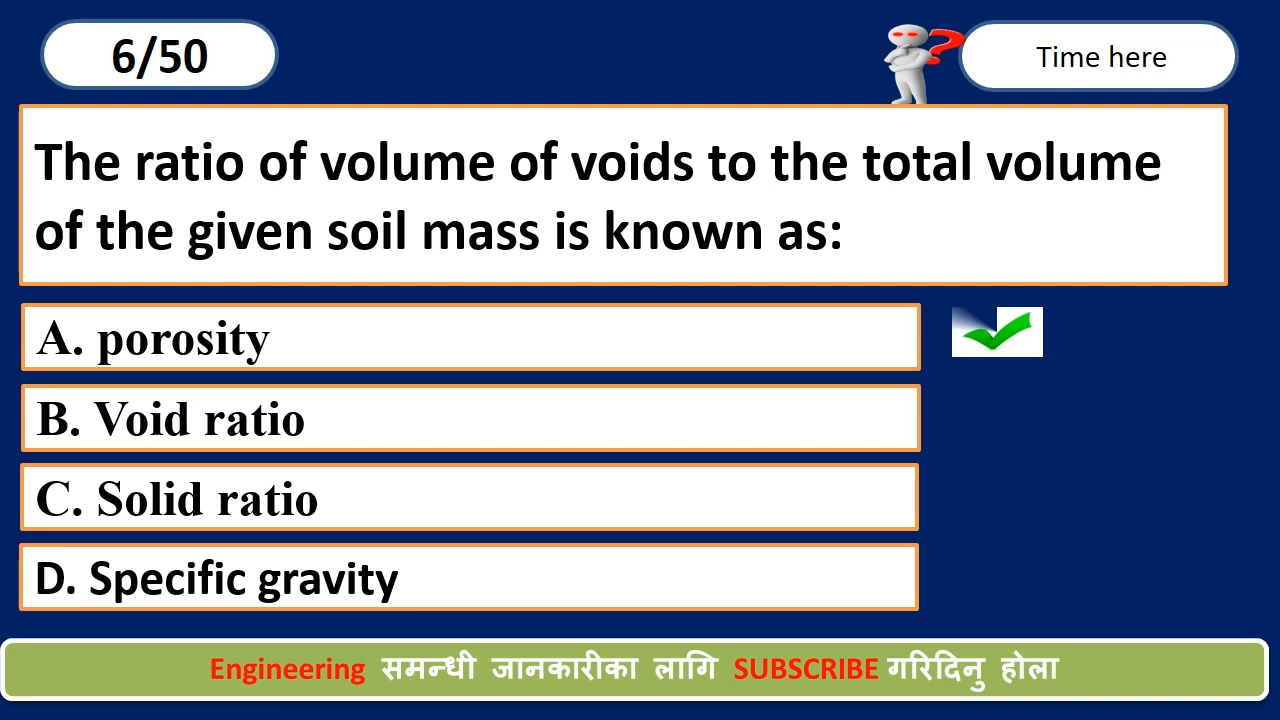 6/50
Time here
The ratio of volume of voids to the total volume
of the given soil mass is known as:
A. porosity
B. Void ratio
C. Solid ratio
D. Specific gravity
Engineering समन्धी जानकारीका लागि SUBSCRIBE गरिदिनु होला